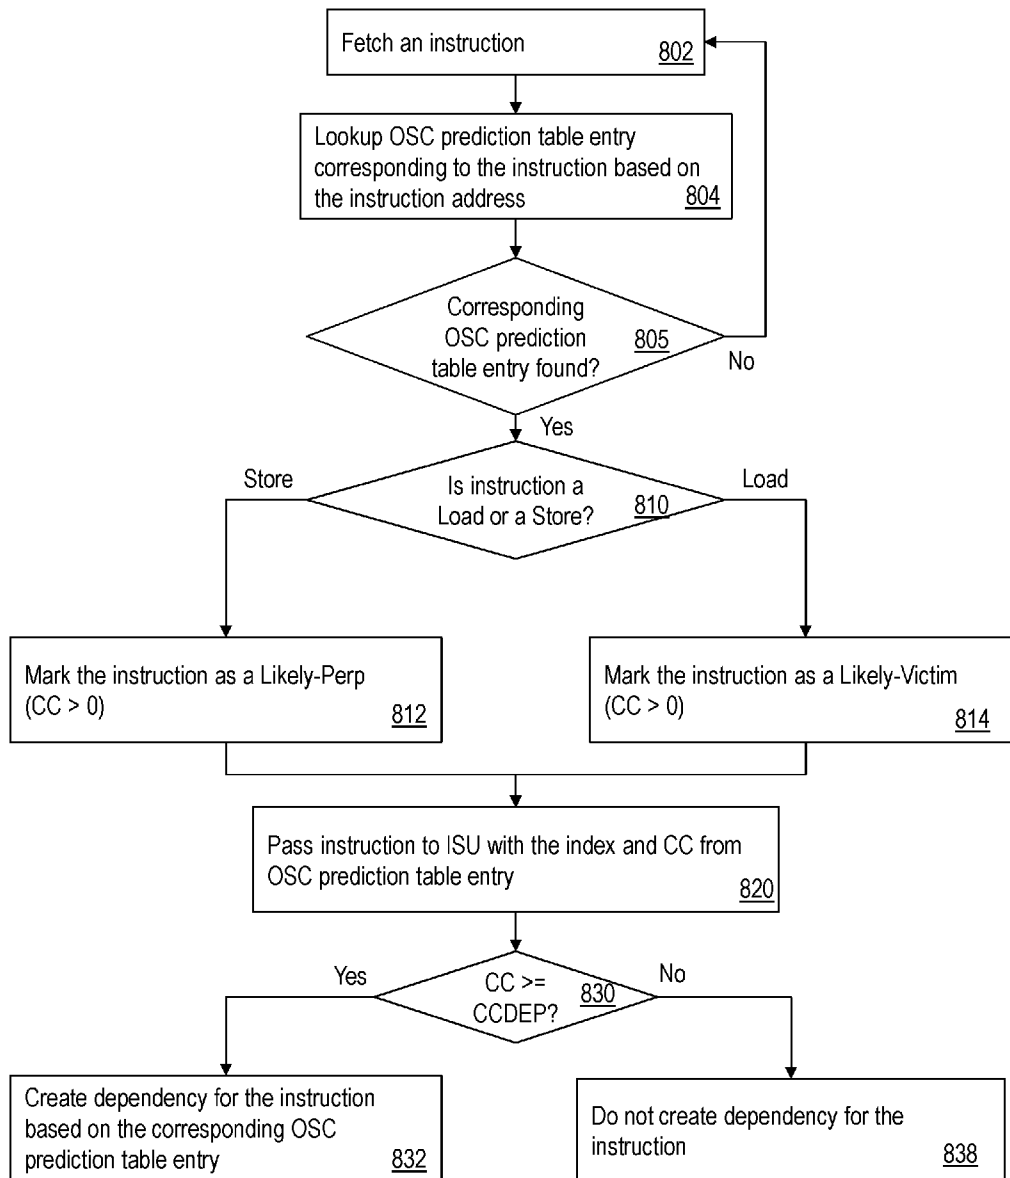 Fetch an instruction
802
Lookup OSC prediction table entry
corresponding to the instruction based on
the instruction address
804
Corresponding
OSC prediction
table entry found?
805
No
Yes
Store
Is instruction a
Load or a Store?
810
Load
Mark the instruction as a Likely-Perp
(CC > 0)
812
Mark the instruction as a Likely-Victim
(CC > 0)
814
Pass instruction to ISU with the index and CC from
OSC prediction table entry
820
Yes
CC >=
CCDEP?
830
No
Create dependency for the instruction
based on the corresponding OSC
prediction table entry
832
Do not create dependency for the
instruction
838